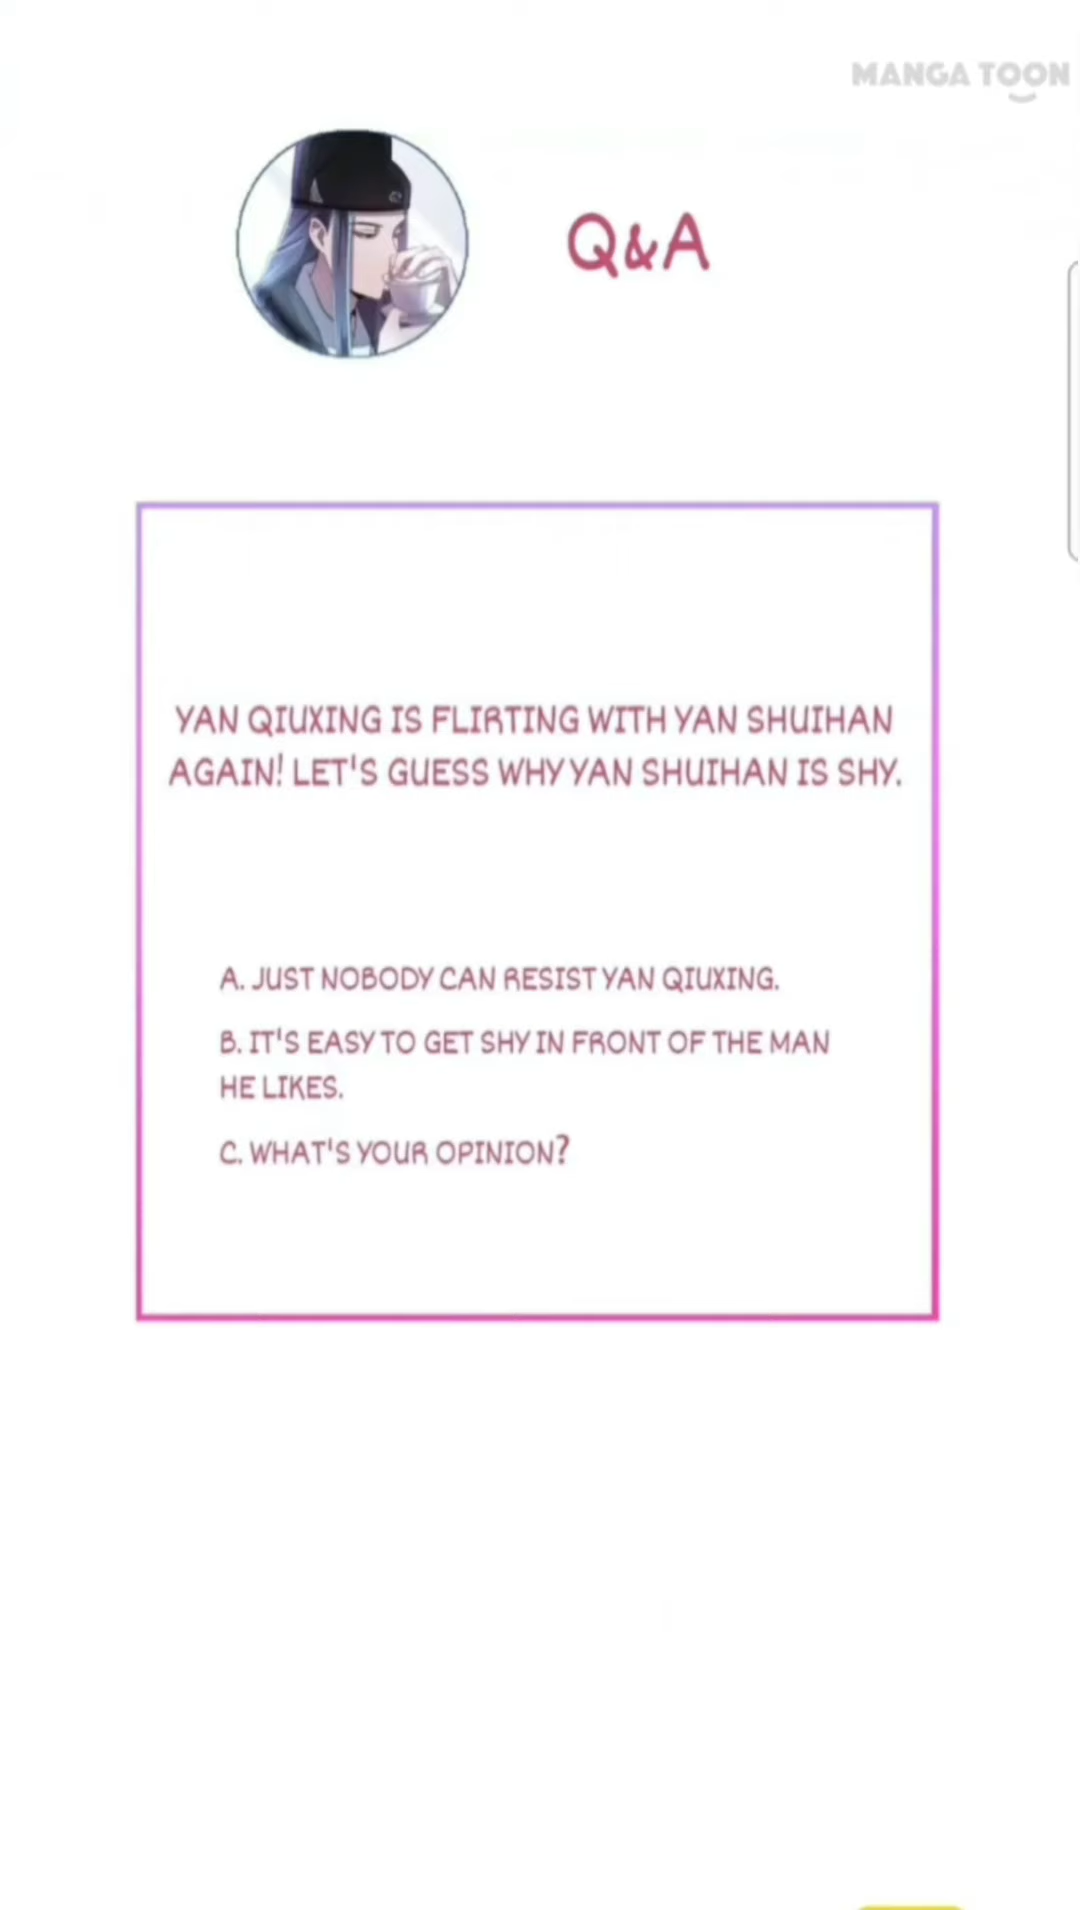 MANGA TOON
Q&A
YAN QIUXING IS FLIRTING WITH YAN SHUIHAN
AGAIN! LET'S GUESS WHY YAN SHUIHAN IS SHY.
A. JUST NOBODY CAN RESIST YAN QIUXING.
B. IT'S EASY TO GET SHY IN FRONT OF THE MAN
HE LIKES.
C. WHAT'S YOUR OPINION?